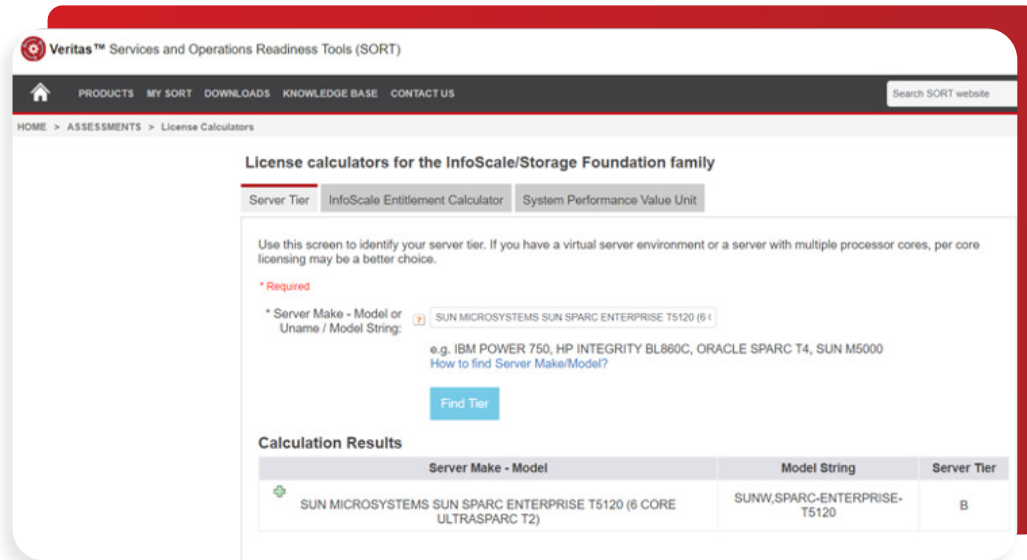 Veritas™ Services and Operations Readiness Tools (SORT)
PRODUCTS MY SORT DOWNLOADS KNOWLEDGE BASE CONTACT US
Search SORT website
HOME > ASSESSMENTS > License Calculators
License calculators for the InfoScale/Storage Foundation family
Server Tier InfoScale Entitlement Calculator System Performance Value Unit
Use this screen to identify your server tier. If you have a virtual server environment or a server with multiple processor cores, per core
licensing may be a better choice.
* Required
* Server Make - Model or
Uname / Model String:
? SUN MICROSYSTEMS SUN SPARC ENTERPRISE T5120 (6 
e.g. IBM POWER 750, HP INTEGRITY BL860C, ORACLE SPARC T4, SUN M5000
How to find Server Make/Model?
Find Tier
Calculation Results
Server Make - Model Model String Server Tier
SUN MICROSYSTEMS SUN SPARC ENTERPRISE T5120 (6 CORE
ULTRASPARC T2)
SUNW,SPARC-ENTERPRISE-
T5120
B